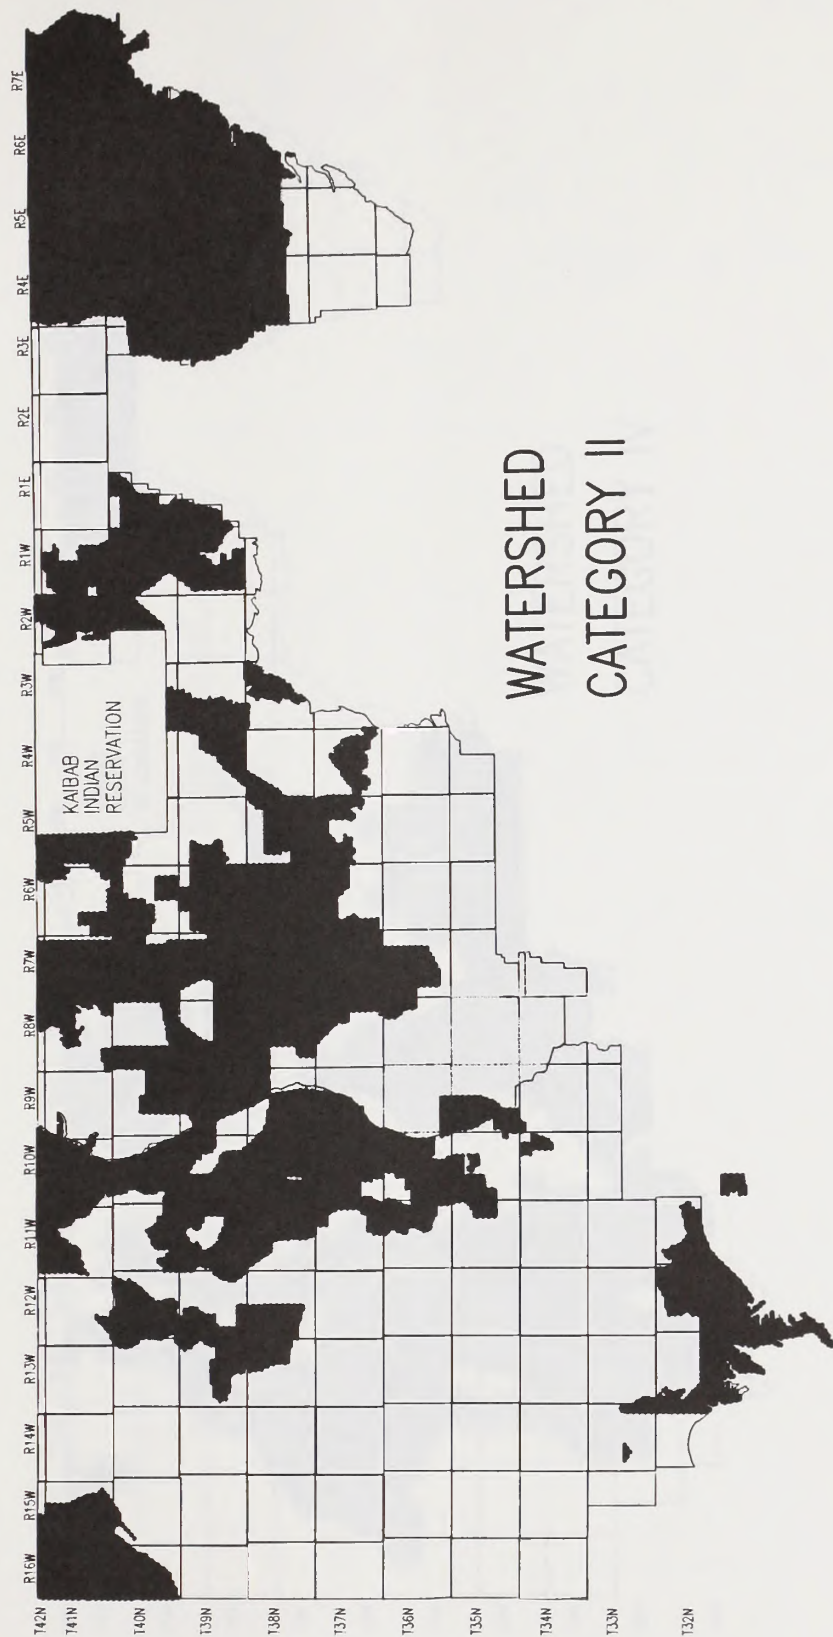 R16W
R15W
R14W
R13W
R12W
R11W
R10W
R9W
R8W
R7W
R6W
R5W
R4W
R3W
R2W
R1W
R1E
R2E
R3E
R4E
R5E
R6E
R7E
T42N
T41N
T40N
T39N
T38N
T37N
T36N
T35N
T34N
T33N
T32N
KAIBAB
INDIAN
RESERVATION
WATERSHED
CATEGORY II